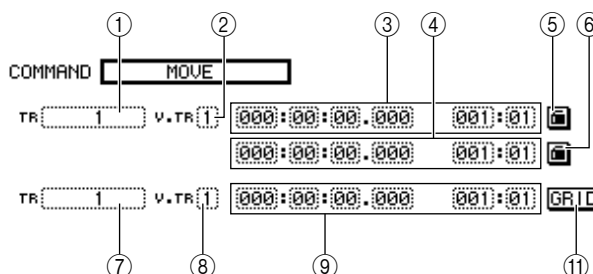 ① ② ③ ④ ⑤ ⑥
COMMAND MOVE
TR 1 V.TR 1 000:00:00.000 001:01
000:00:00.000 001:01
TR 1 V.TR 1 000:00:00.000 001:01 GRID
⑦ ⑧ ⑨ ⑪